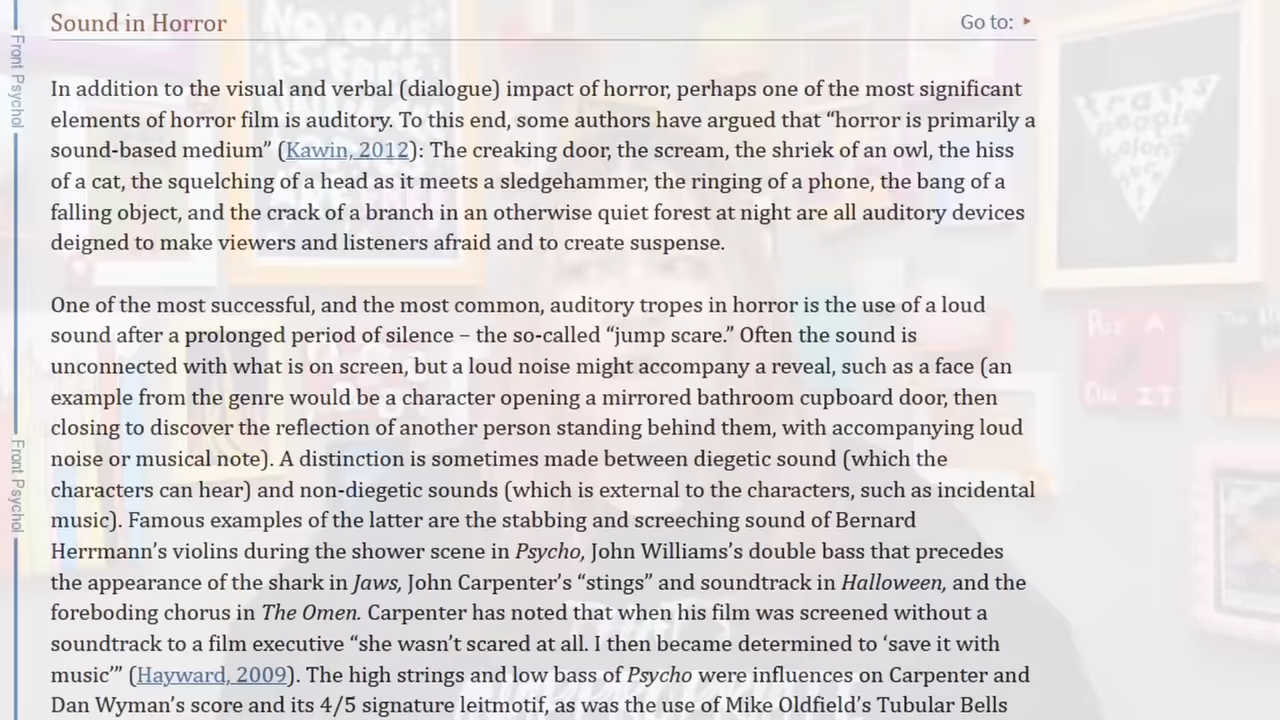 Sound in Horror
Go to:
Front Psychol
Front Psychol
In addition to the visual and verbal (dialogue) impact of horror, perhaps one of the most significant
elements of horror film is auditory. To this end, some authors have argued that “horror is primarily a
sound-based medium” (Kawin, 2012): The creaking door, the scream, the shriek of an owl, the hiss
of a cat, the squelching of a head as it meets a sledgehammer, the ringing of a phone, the bang of a
falling object, and the crack of a branch in an otherwise quiet forest at night are all auditory devices
deigned to make viewers and listeners afraid and to create suspense.
One of the most successful, and the most common, auditory tropes in horror is the use of a loud
sound after a prolonged period of silence – the so-called “jump scare.” Often the sound is
unconnected with what is on screen, but a loud noise might accompany a reveal, such as a face (an
example from the genre would be a character opening a mirrored bathroom cupboard door, then
closing to discover the reflection of another person standing behind them, with accompanying loud
noise or musical note). A distinction is sometimes made between diegetic sound (which the
characters can hear) and non-diegetic sounds (which is external to the characters, such as incidental
music). Famous examples of the latter are the stabbing and screeching sound of Bernard
Herrmann’s violins during the shower scene in Psycho, John Williams’s double bass that precedes
the appearance of the shark in Jaws, John Carpenter’s “stings” and soundtrack in Halloween, and the
foreboding chorus in The Omen. Carpenter has noted that when his film was screened without a
soundtrack to a film executive “she wasn’t scared at all. I then became determined to ‘save it with
music’” (Hayward, 2009). The high strings and low bass of Psycho were influences on Carpenter and
Dan Wyman’s score and its 4/5 signature leitmotif, as was the use of Mike Oldfield’s Tubular Bells
trans
people
belong